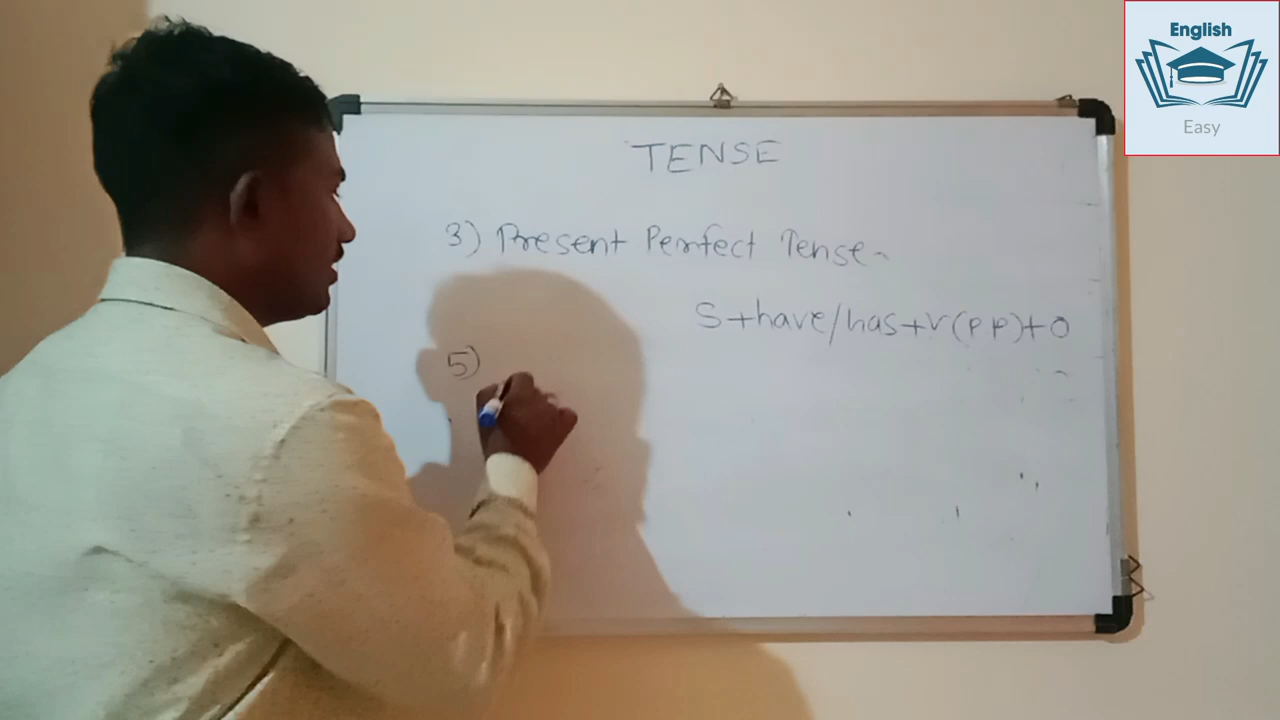 English
Easy
TENSE
3) Present Perfect Tense-
S+have/has+V(PP)+O
5)